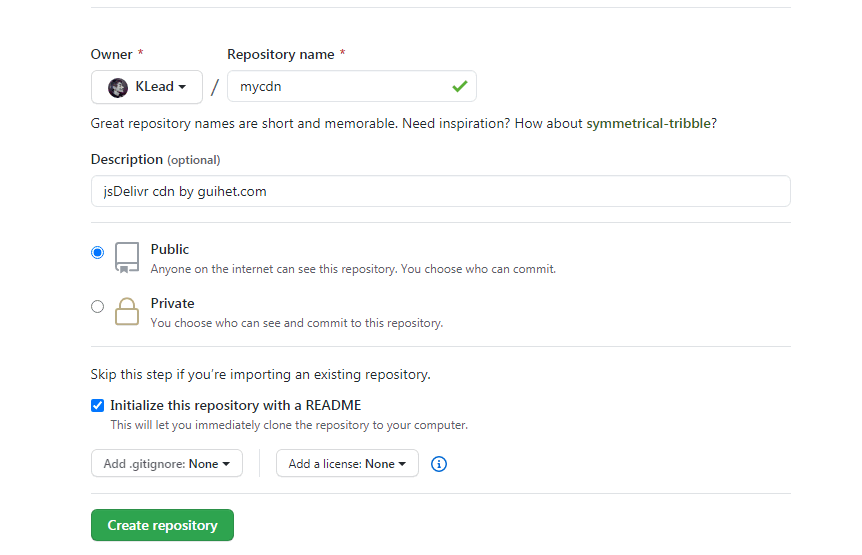 Owner * Repository name *
KLead / mycdn
Great repository names are short and memorable. Need inspiration? How about symmetrical-tribble?
Description (optional)
jsDelivr cdn by guihet.com
Public
Anyone on the internet can see this repository. You choose who can commit.
Private
You choose who can see and commit to this repository.
Skip this step if you’re importing an existing repository.
Initialize this repository with a README
This will let you immediately clone the repository to your computer.
Add .gitignore: None Add a license: None
Create repository